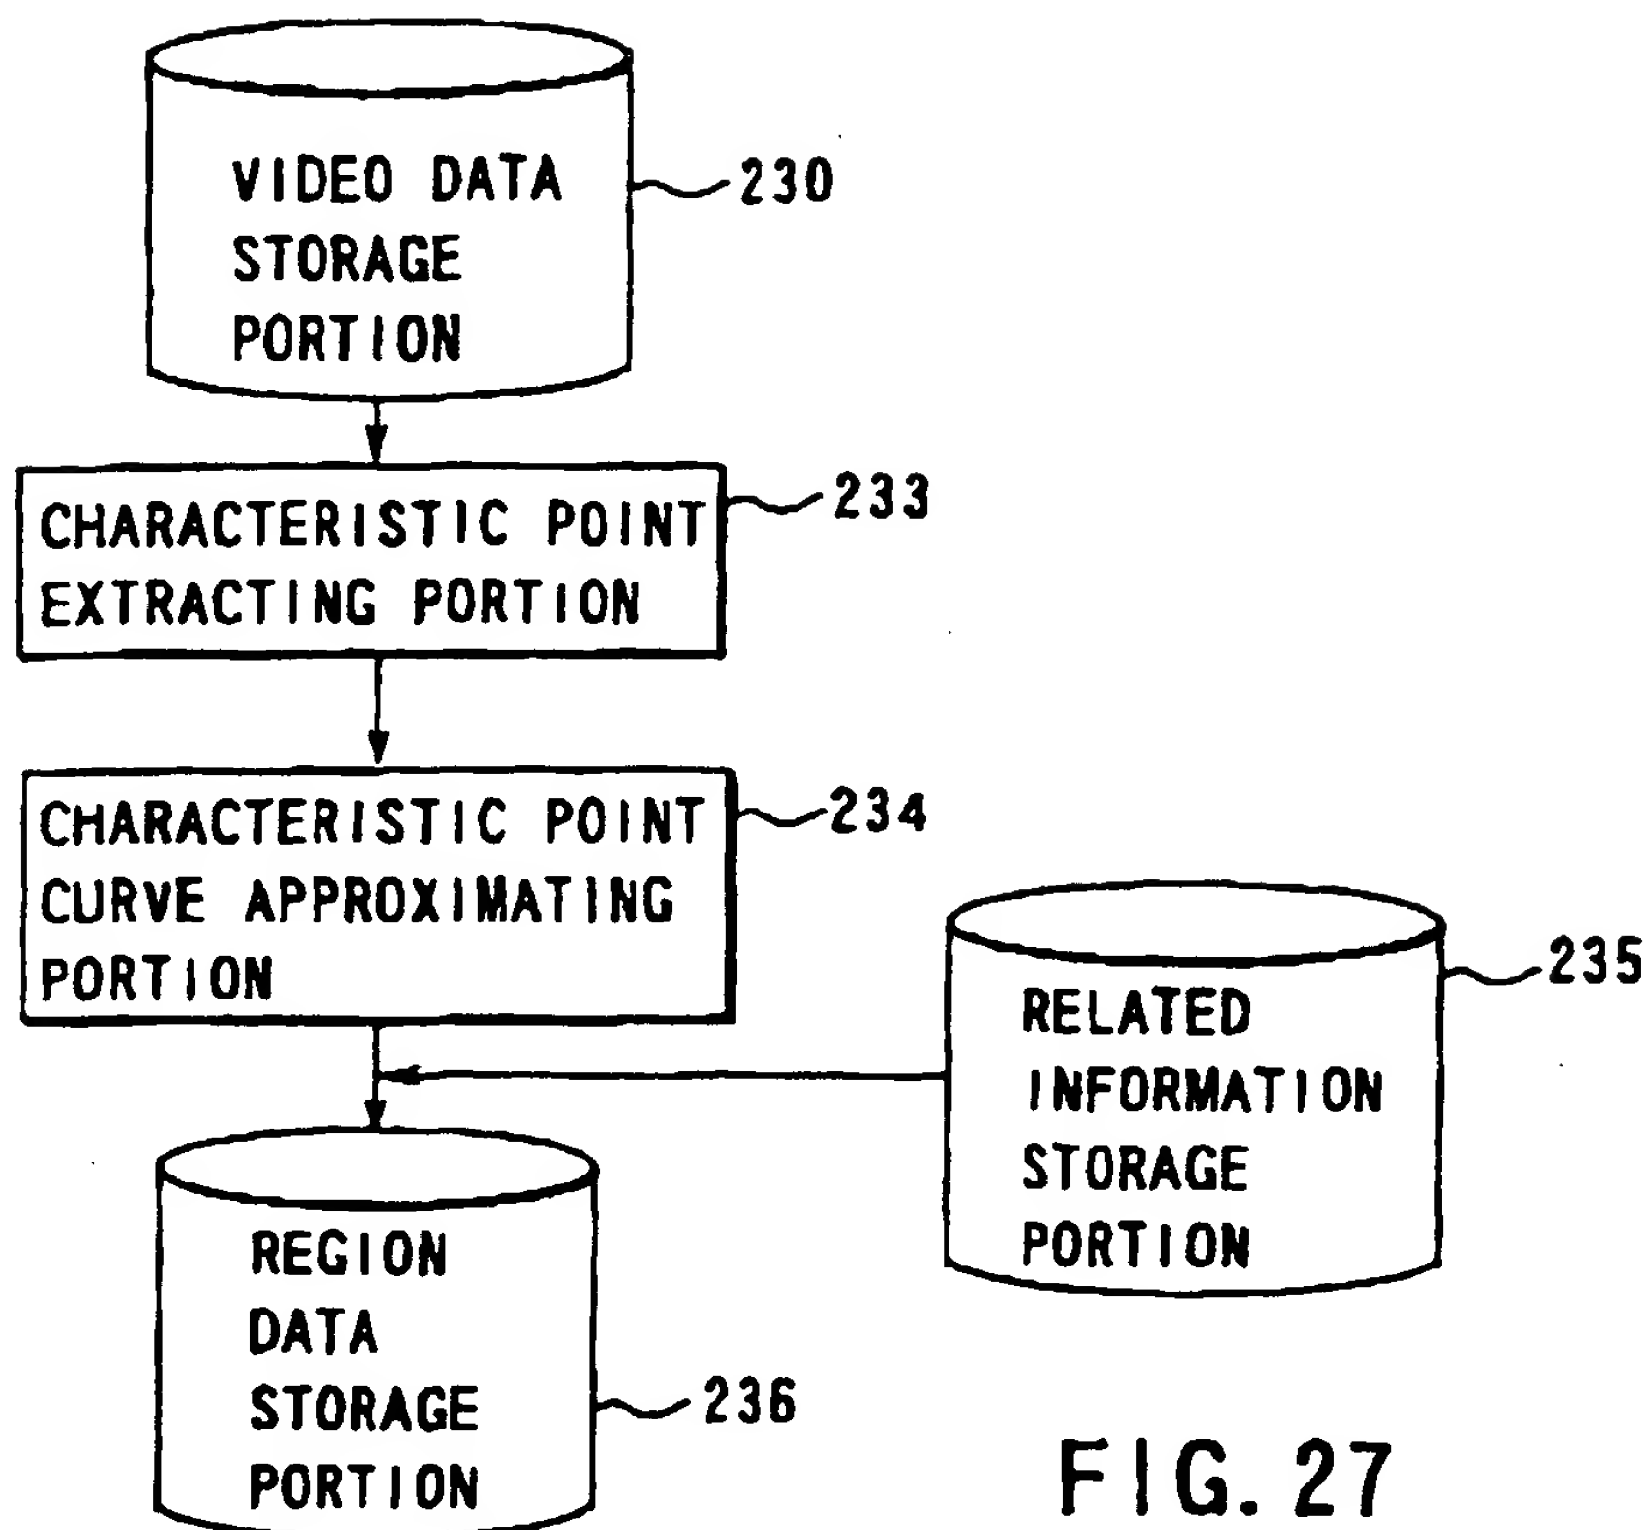 VIDEO DATA
STORAGE
PORTION
230
CHARACTERISTIC POINT
EXTRACTING PORTION
233
CHARACTERISTIC POINT
CURVE APPROXIMATING
PORTION
234
RELATED
INFORMATION
STORAGE
PORTION
235
REGION
DATA
STORAGE
PORTION
236
FIG. 27